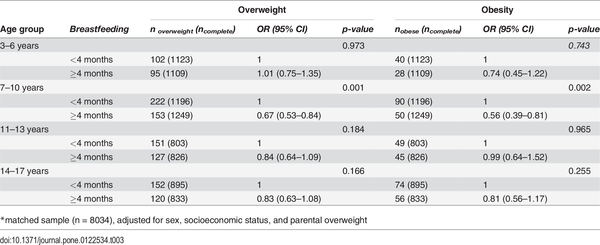 Overweight Obesity
Age group Breastfeeding n overweight (ncomplete) OR (95% CI) p-value nobese (ncomplete) OR (95% CI) p-value
3–6 years 0.973 0.743
<4 months 102 (1123) 1 40 (1123) 1
≥4 months 95 (1109) 1.01 (0.75–1.35) 28 (1109) 0.74 (0.45–1.22)
7–10 years 0.001 0.002
<4 months 222 (1196) 1 90 (1196) 1
≥4 months 153 (1249) 0.67 (0.53–0.84) 50 (1249) 0.56 (0.39–0.81)
11–13 years 0.184 0.965
<4 months 151 (803) 1 49 (803) 1
≥4 months 127 (826) 0.84 (0.64–1.09) 45 (826) 0.99 (0.64–1.52)
14–17 years 0.166 0.255
<4 months 152 (895) 1 74 (895) 1
≥4 months 120 (833) 0.83 (0.63–1.08) 56 (833) 0.81 (0.56–1.17)
*matched sample (n = 8034), adjusted for sex, socioeconomic status, and parental overweight
doi:10.1371/journal.pone.0122534.t003